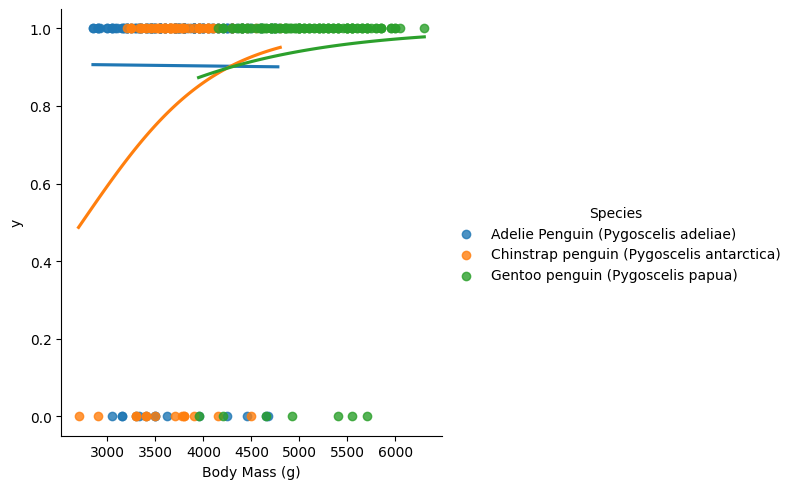 1.0
0.8
0.6
0.4
0.2
0.0
y
3000 3500 4000 4500 5000 5500 6000
Body Mass (g)
Species
Adelie Penguin (Pygoscelis adeliae)
Chinstrap penguin (Pygoscelis antarctica)
Gentoo penguin (Pygoscelis papua)